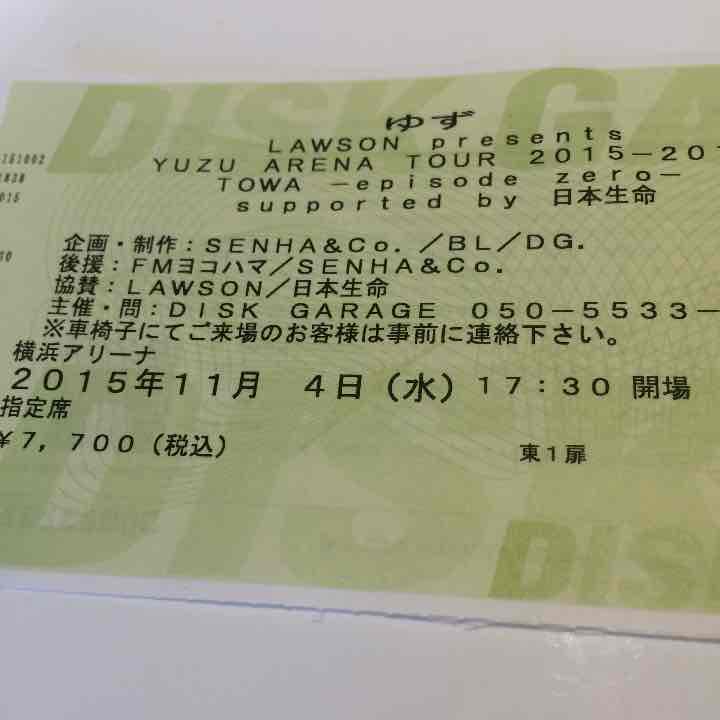 DISK GA
ゆず
LAWSON presents
YUZU ARENA TOUR 2015-201
TOWA -episode zero-
supported by 日本生命
企画・制作：SENHA&Co.／BL／DG.
後援：FMヨコハマ／SENHA&Co.
協賛：LAWSON／日本生命
主催・問：DISK GARAGE 050-5533-
※車椅子にてご来場のお客様は事前に連絡下さい。
横浜アリーナ
2015年11月 4日（水）17：30 開場
指定席
¥7,700（税込）
東1扉
DIS
DISK